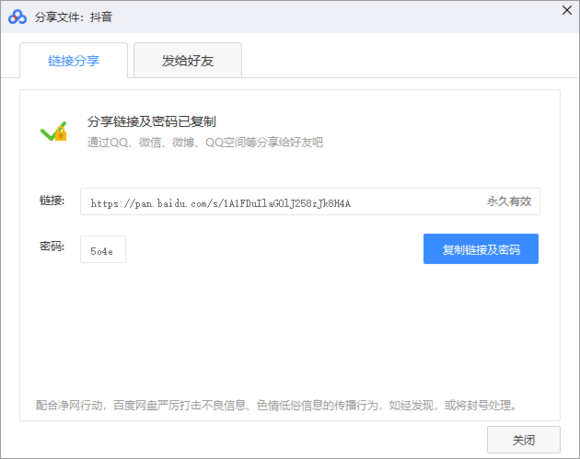 分享文件：抖音
链接分享
发给好友
分享链接及密码已复制
通过QQ、微信、微博、QQ空间等分享给好友吧
链接:
https://pan.baidu.com/s/1A1FDuIlaGOlJ258zJk8H4A
永久有效
密码:
5o4e
复制链接及密码
配合净网行动，百度网盘严厉打击不良信息、色情低俗信息的传播行为，如经发现，或将封号处理。
关闭